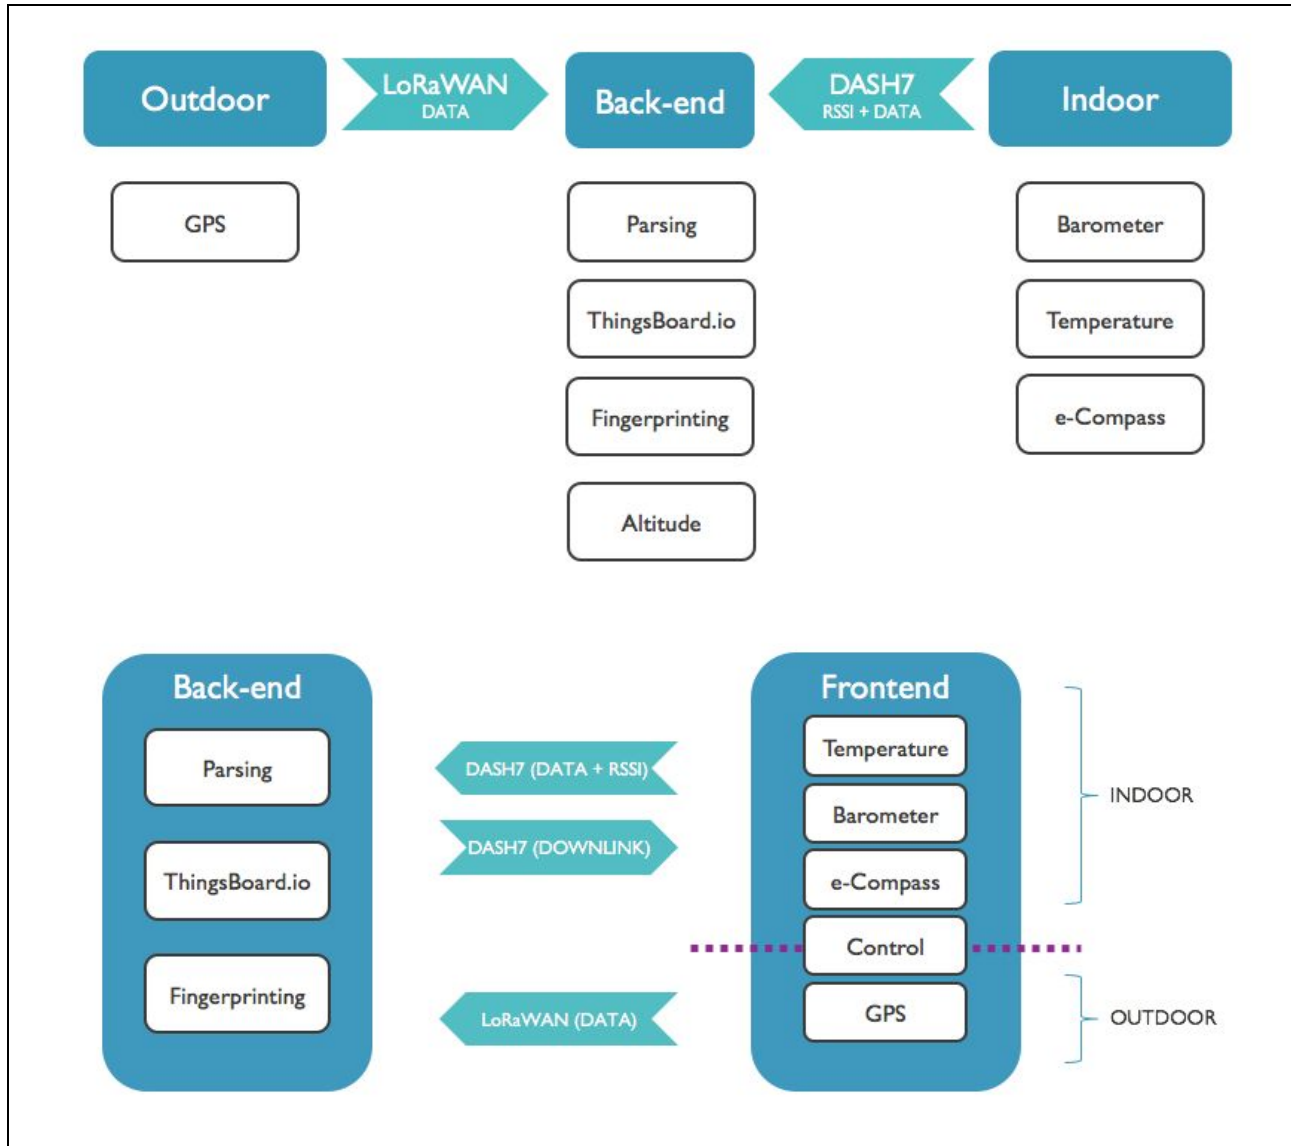 Outdoor
LoRaWAN
DATA
Back-end
DASH7
RSSI + DATA
Indoor
GPS
Parsing
Barometer
ThingsBoard.io
Temperature
Fingerprinting
e-Compass
Altitude
Back-end
Parsing
ThingsBoard.io
Fingerprinting
DASH7 (DATA + RSSI)
DASH7 (DOWNLINK)
LoRaWAN (DATA)
Frontend
Temperature
Barometer
e-Compass
Control
GPS
INDOOR
OUTDOOR